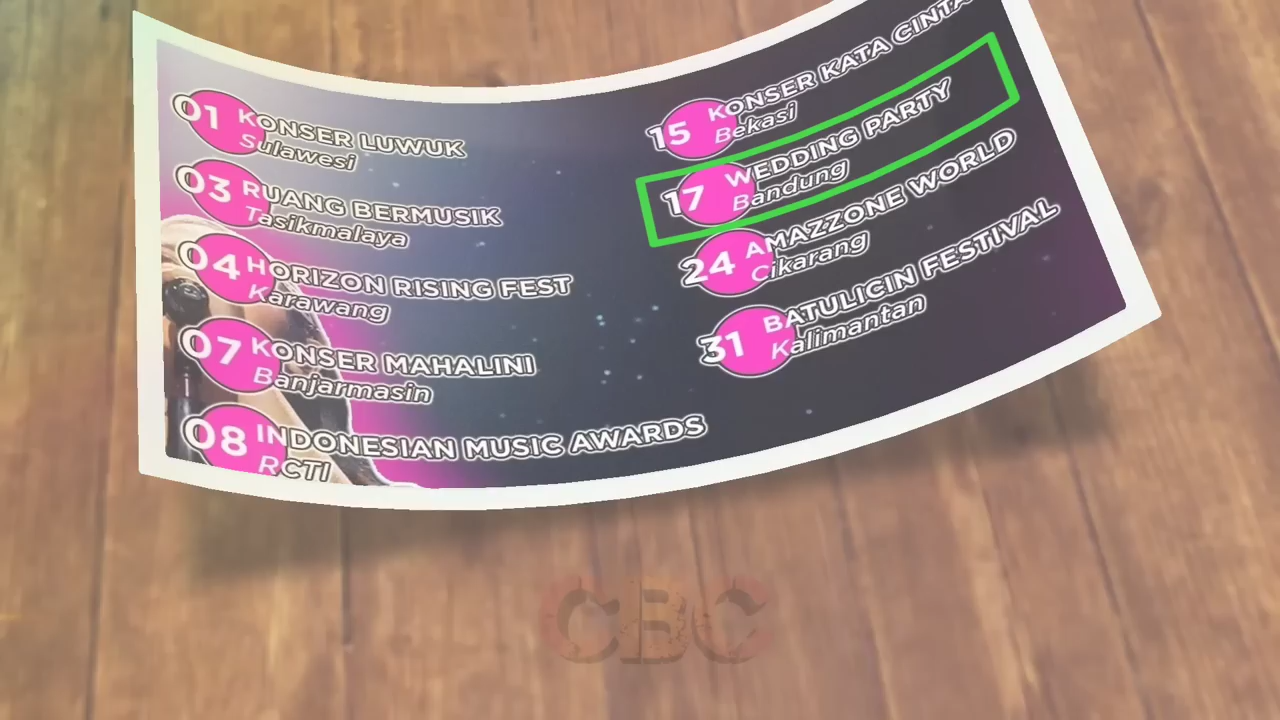 01 KONSER LUWUK
Sulawesi
03 RUANG BERMUSIK
Tasikmalaya
04 HORIZON RISING FEST
Karawang
07 KONSER MAHALINI
Banjarmasin
08 INDONESIAN MUSIC AWARDS
RCTI
15 KONSER KATA CINTA
Bekasi
17 WEDDING PARTY
Bandung
24 AMAZZONE WORLD
Cikarang
31 BATULICIN FESTIVAL
Kalimantan
CBC